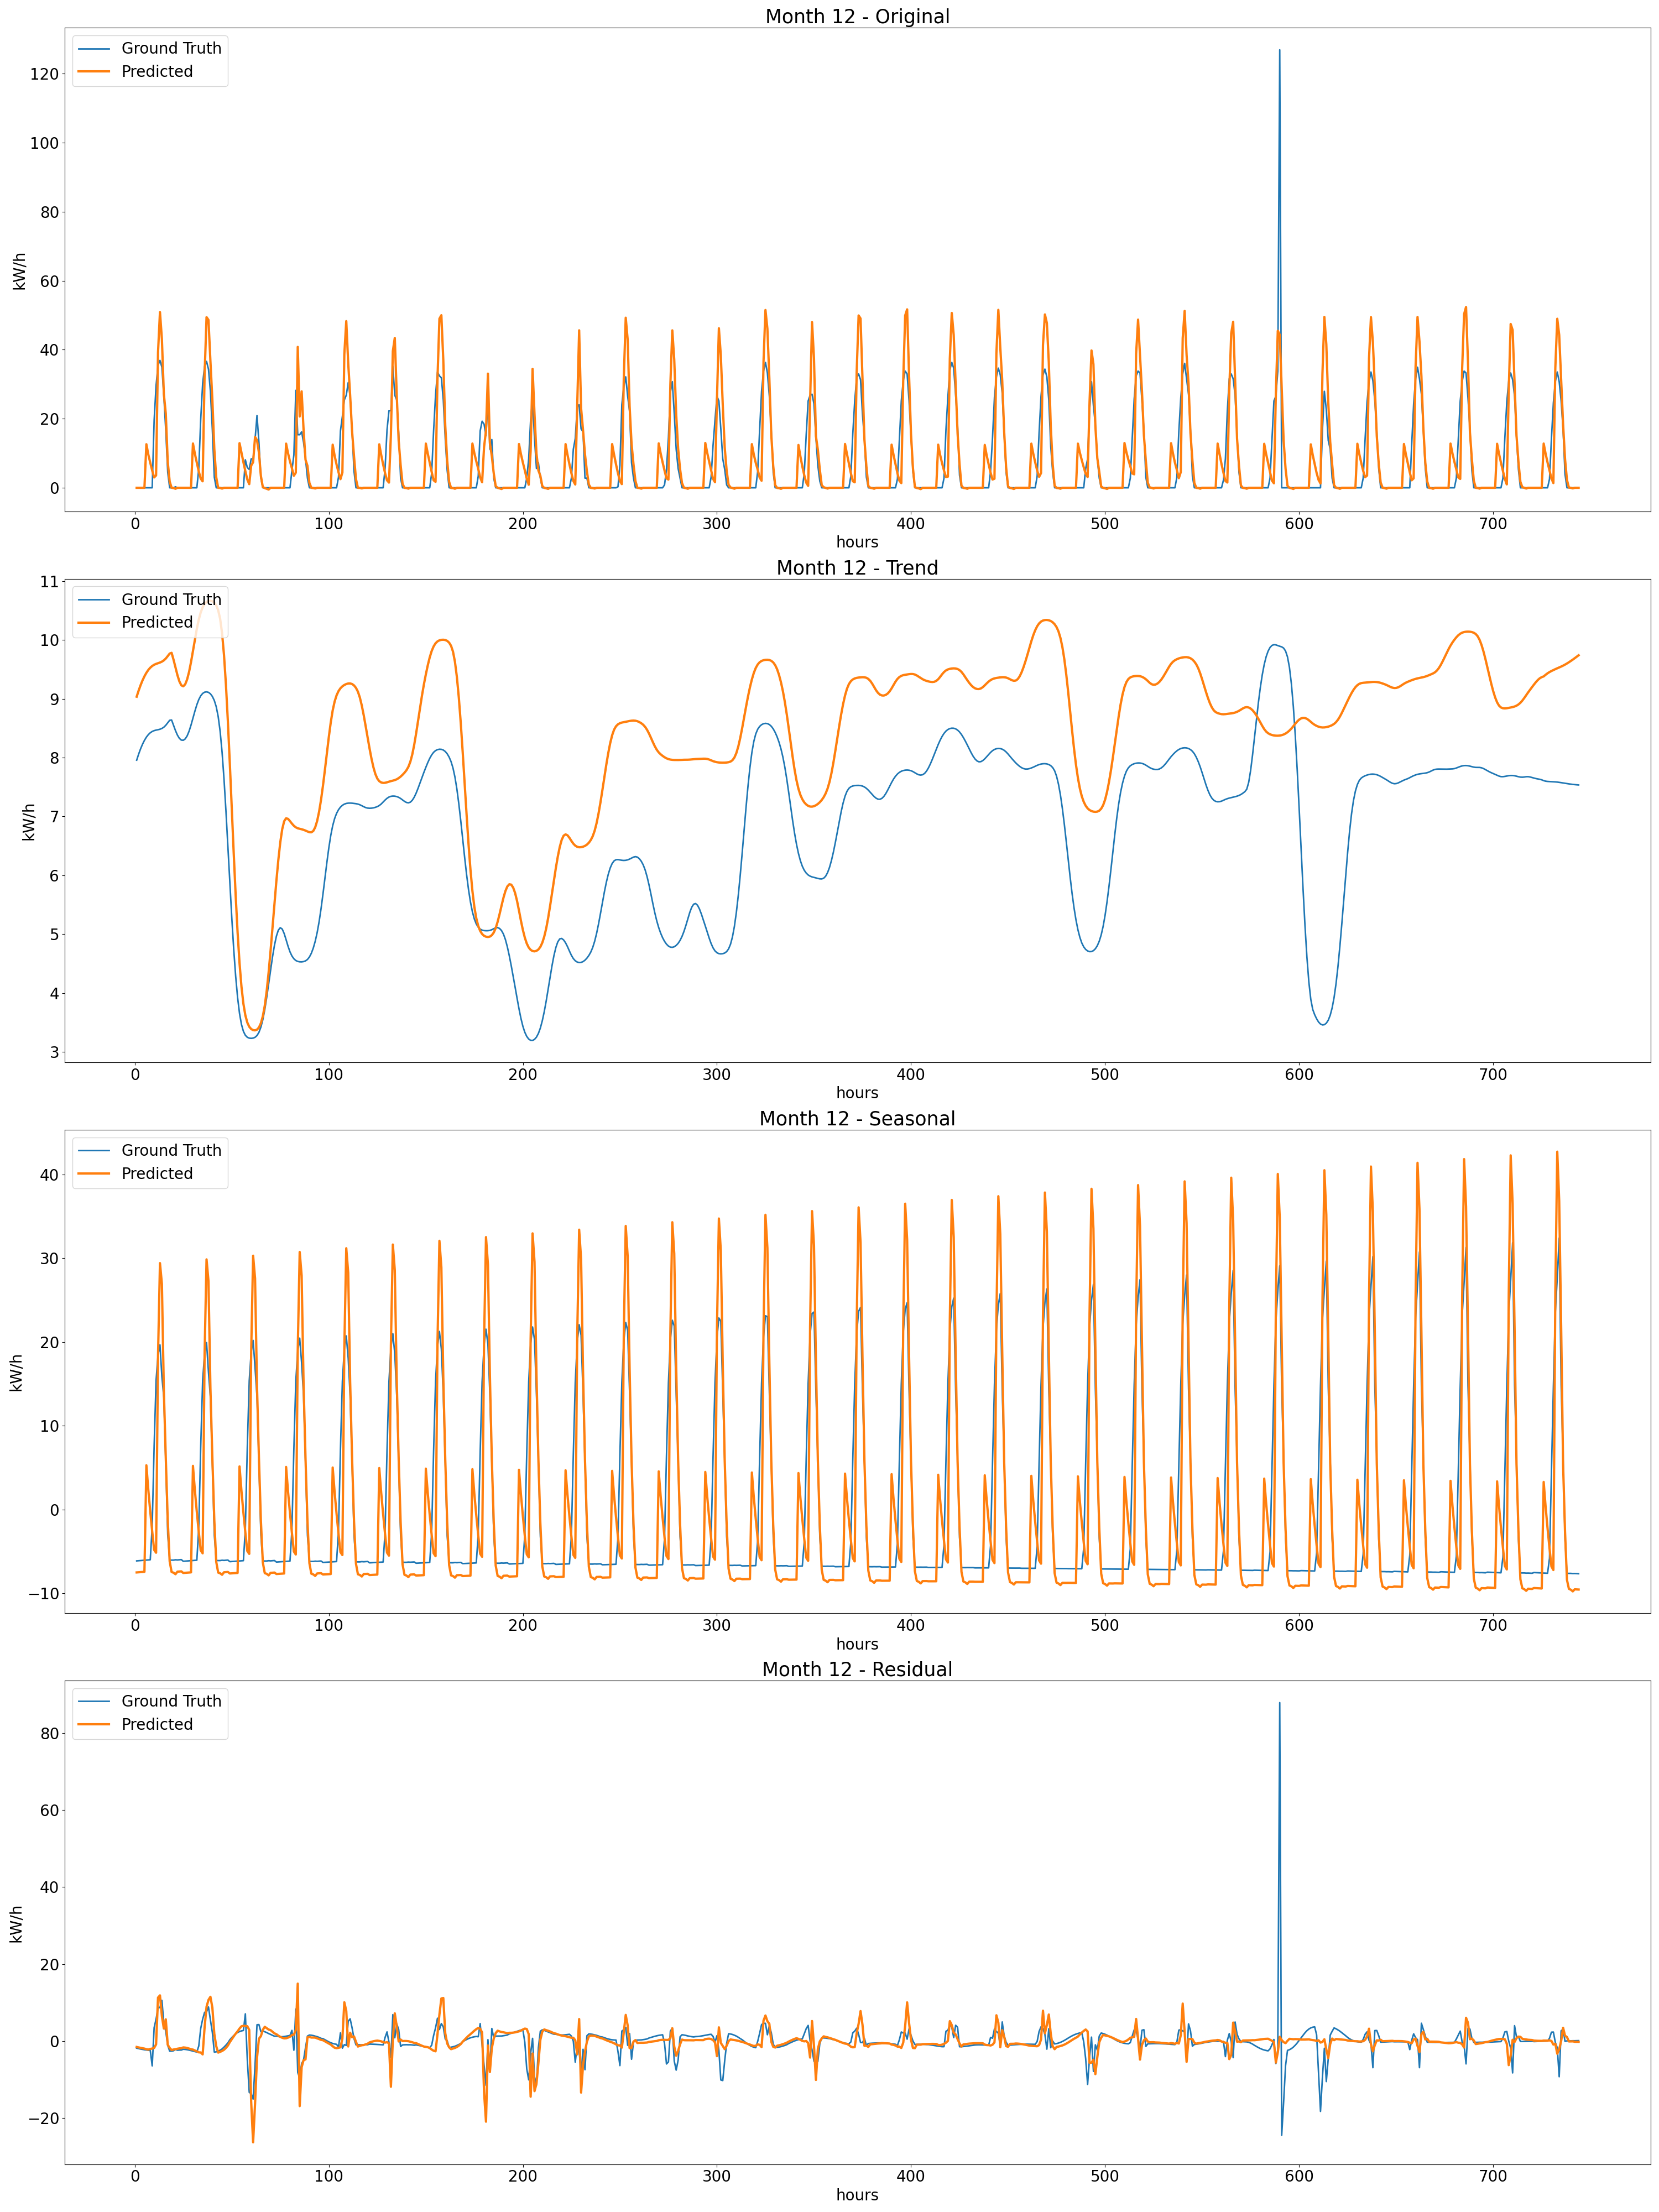 Month 12 - Original
Ground Truth
Predicted
kW/h
120
100
80
60
40
20
0
0 100 200 300 400 500 600 700
hours
Month 12 - Trend
Ground Truth
Predicted
kW/h
11
10
9
8
7
6
5
4
3
0 100 200 300 400 500 600 700
hours
Month 12 - Seasonal
Ground Truth
Predicted
kW/h
40
30
20
10
0
−10
0 100 200 300 400 500 600 700
hours
Month 12 - Residual
Ground Truth
Predicted
kW/h
80
60
40
20
0
−20
0 100 200 300 400 500 600 700
hours